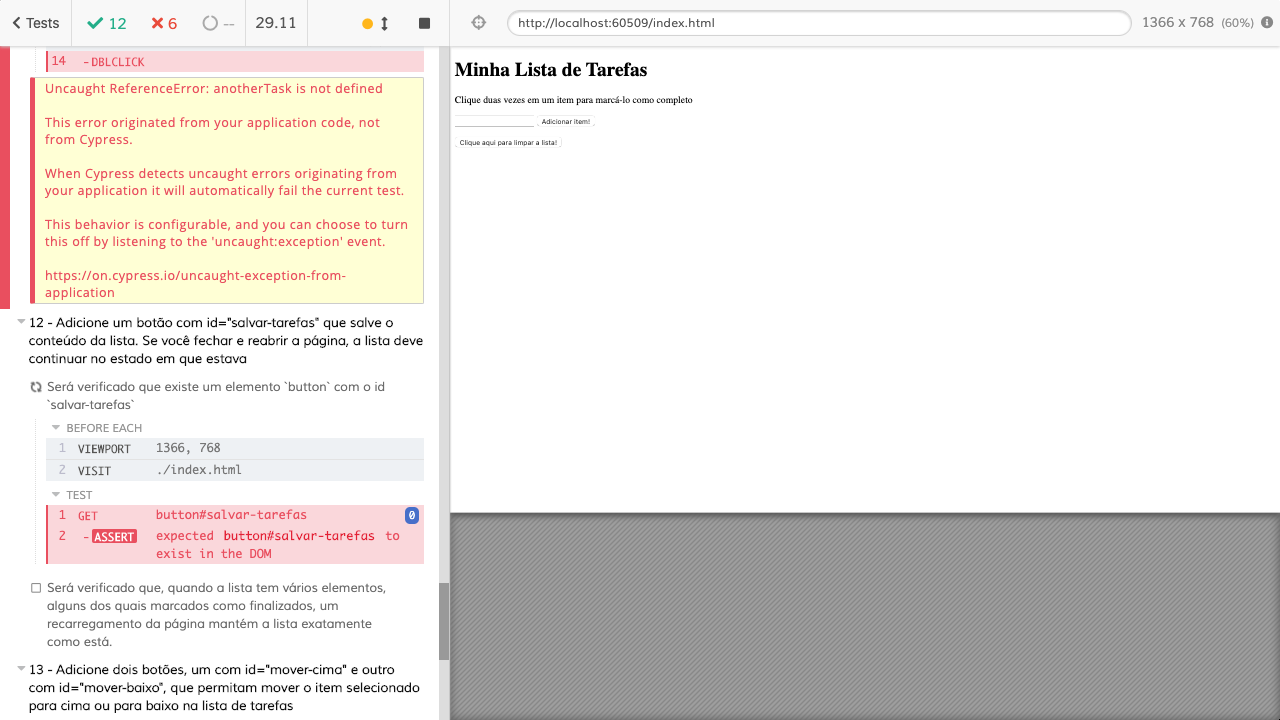 Tests
12
6
--
29.11
http://localhost:60509/index.html
1366 x 768 (60%)
14 -DBLCLICK
Uncaught ReferenceError: anotherTask is not defined
This error originated from your application code, not
from Cypress.
When Cypress detects uncaught errors originating from
your application it will automatically fail the current test.
This behavior is configurable, and you can choose to turn
this off by listening to the 'uncaught:exception' event.
https://on.cypress.io/uncaught-exception-from-
application
12 - Adicione um botão com id="salvar-tarefas" que salve o
conteúdo da lista. Se você fechar e reabrir a página, a lista deve
continuar no estado em que estava
Será verificado que existe um elemento `button` com o id
`salvar-tarefas`
BEFORE EACH
1 VIEWPORT 1366, 768
2 VISIT ./index.html
TEST
1 GET button#salvar-tarefas 0
2 -ASSERT expected button#salvar-tarefas to
exist in the DOM
Será verificado que, quando a lista tem vários elementos,
alguns dos quais marcados como finalizados, um
recarregamento da página mantém a lista exatamente
como está.
13 - Adicione dois botões, um com id="mover-cima" e outro
com id="mover-baixo", que permitam mover o item selecionado
para cima ou para baixo na lista de tarefas
Minha Lista de Tarefas
Clique duas vezes em um item para marcá-lo como completo
Adicionar item!
Clique aqui para limpar a lista!